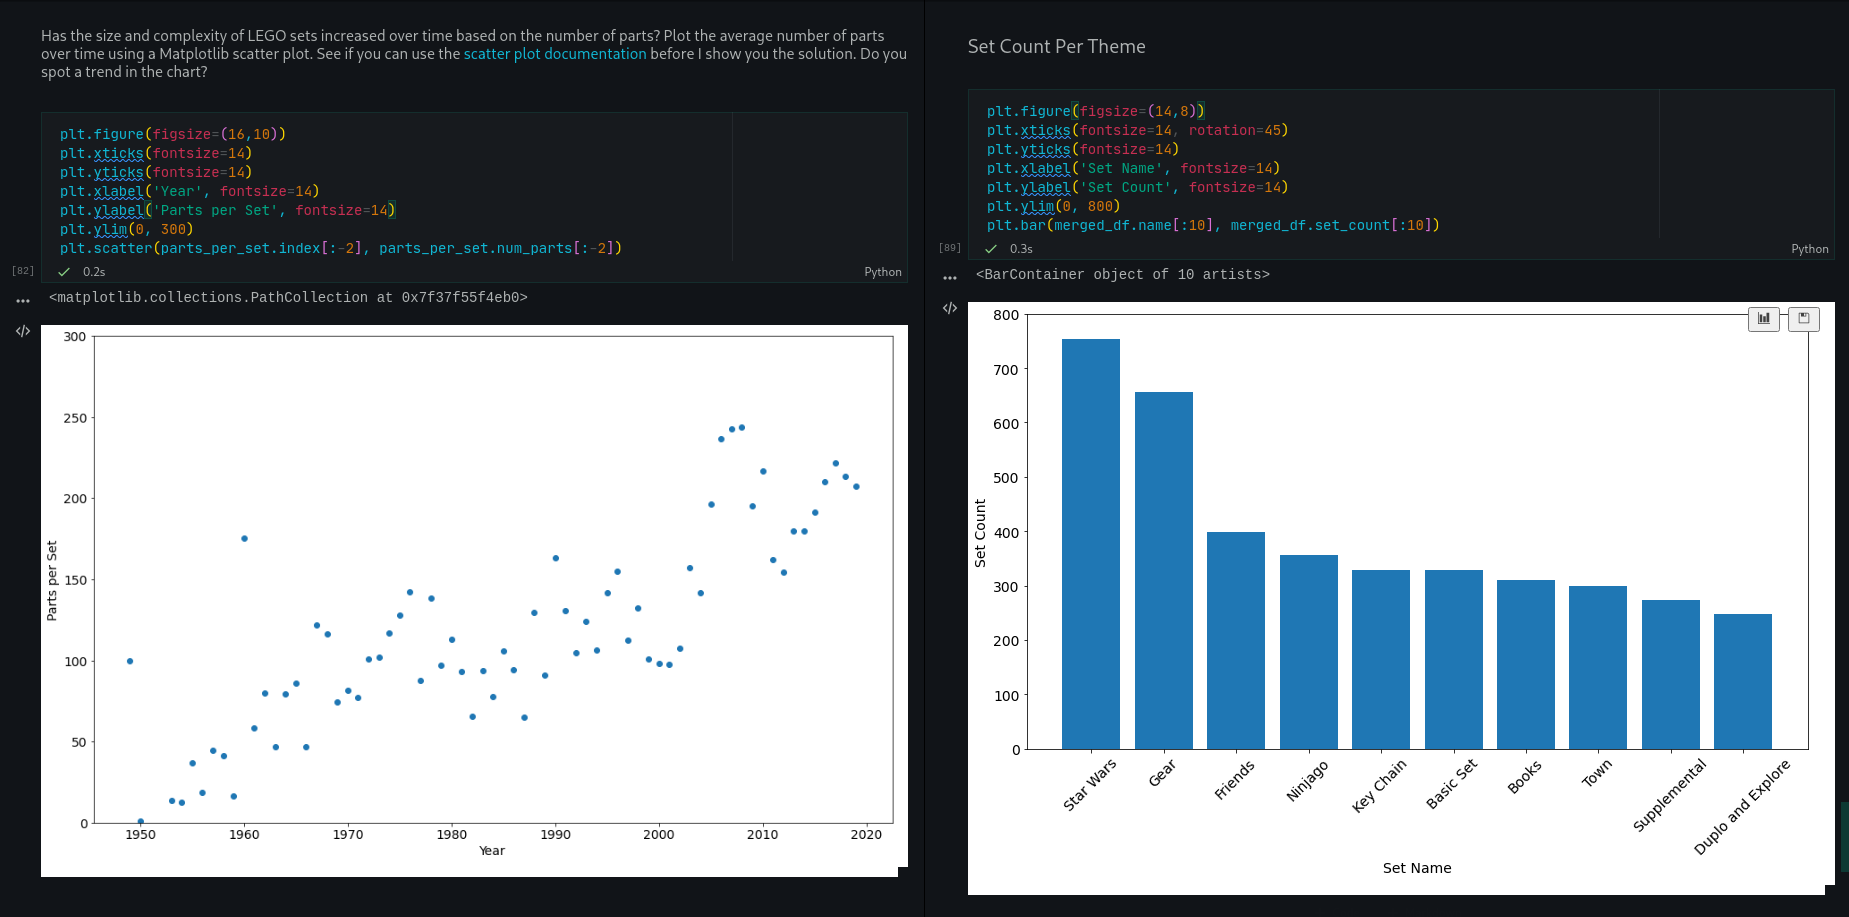 Has the size and complexity of LEGO sets increased over time based on the number of parts? Plot the average number of parts
over time using a Matplotlib scatter plot. See if you can use the scatter plot documentation before I show you the solution. Do you
spot a trend in the chart?
plt.figure(figsize=(16,10))
plt.xticks(fontsize=14)
plt.yticks(fontsize=14)
plt.xlabel('Year', fontsize=14)
plt.ylabel('Parts per Set', fontsize=14)
plt.ylim(0, 300)
plt.scatter(parts_per_set.index[:-2], parts_per_set.num_parts[:-2])
[82] 0.2s Python
<matplotlib.collections.PathCollection at 0x7f37f55f4eb0>
300
250
200
150
100
50
0
Parts per Set
1950 1960 1970 1980 1990 2000 2010 2020
Year
Set Count Per Theme
plt.figure(figsize=(14,8))
plt.xticks(fontsize=14, rotation=45)
plt.yticks(fontsize=14)
plt.xlabel('Set Name', fontsize=14)
plt.ylabel('Set Count', fontsize=14)
plt.ylim(0, 800)
plt.bar(merged_df.name[:10], merged_df.set_count[:10])
[89] 0.3s Python
<BarContainer object of 10 artists>
800
700
600
500
400
300
200
100
0
Set Count
Star Wars
Gear
Friends
Ninjago
Key Chain
Basic Set
Books
Town
Supplemental
Duplo and Explore
Set Name